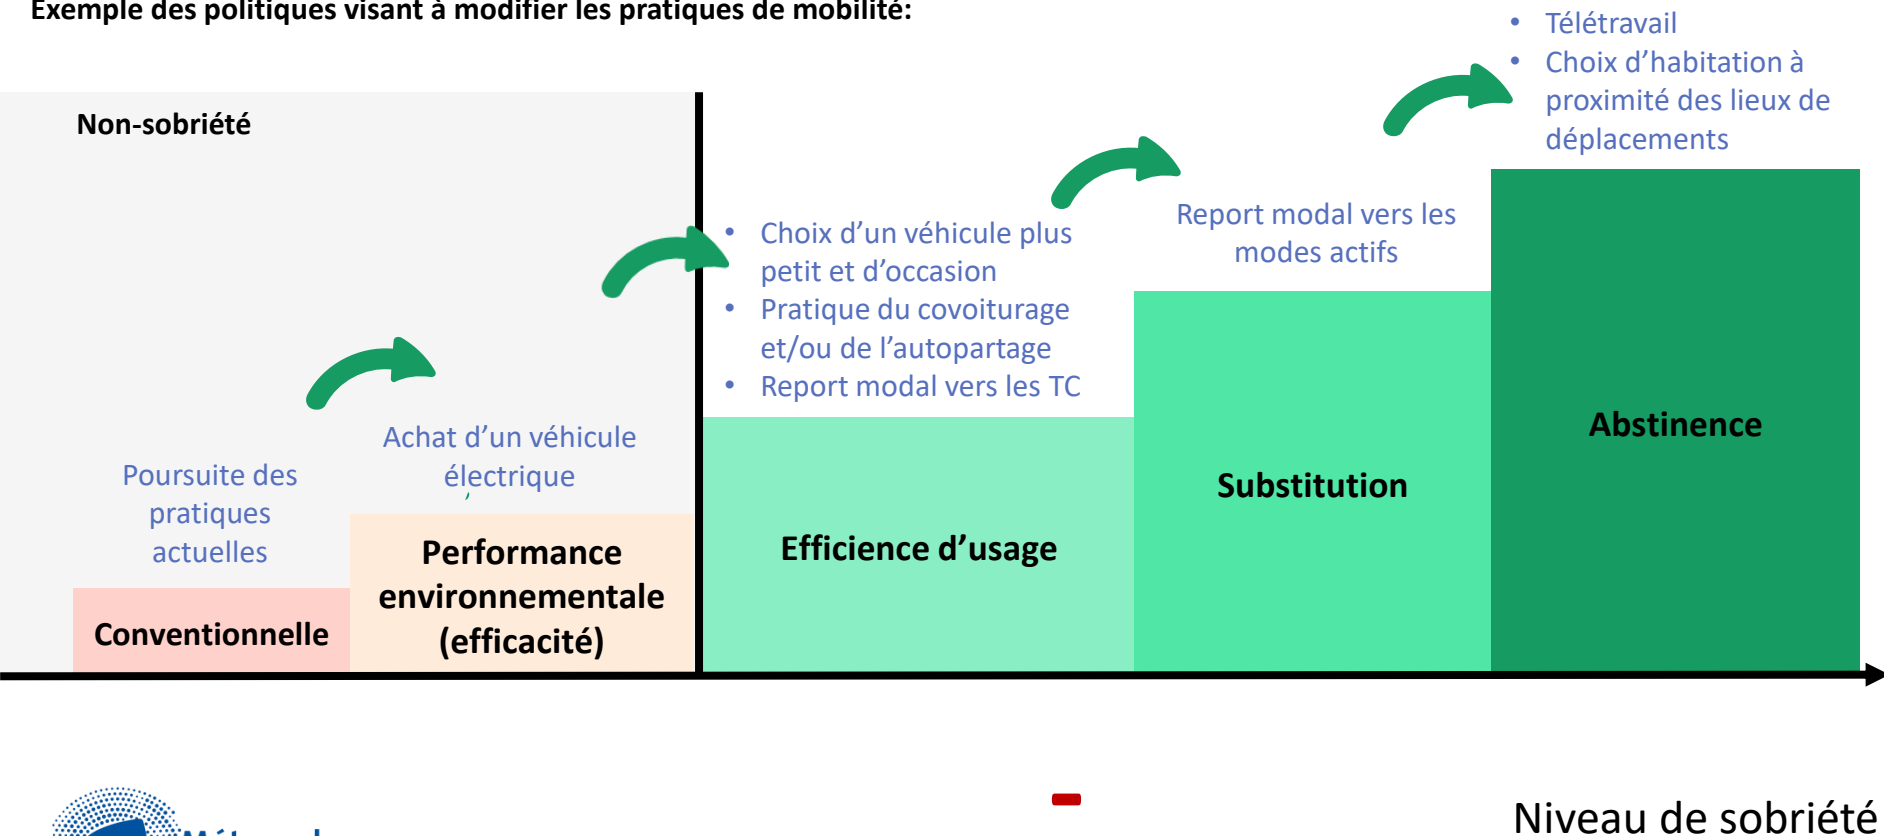 Exemple des politiques visant à modifier les pratiques de mobilité:
Non-sobriété
Poursuite des
pratiques
actuelles
Conventionnelle
Achat d’un véhicule
électrique
Performance
environnementale
(efficacité)
• Choix d’un véhicule plus
petit et d’occasion
• Pratique du covoiturage
et/ou de l’autopartage
• Report modal vers les TC
Efficience d’usage
Report modal vers les
modes actifs
Substitution
• Télétravail
• Choix d’habitation à
proximité des lieux de
déplacements
Abstinence
Niveau de sobriété